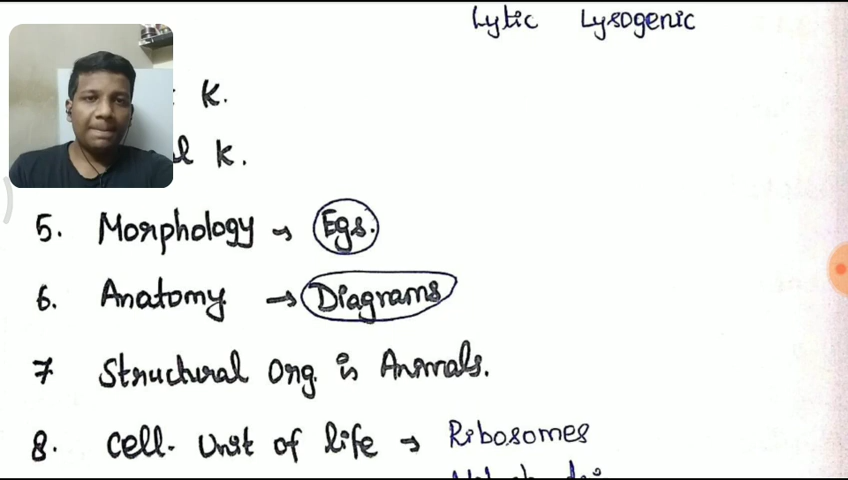 Lytic Lysogenic
K.
K.
5. Morphology → Egs.
6. Anatomy → Diagrams
7 Structural Org. in Animals.
8. Cell. Unit of life → Ribosomes